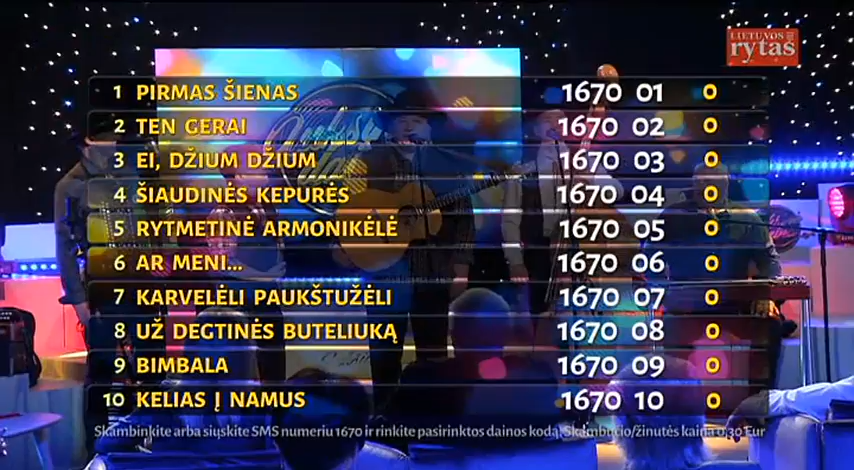 LIETUVOS
rytas
1 PIRMAS ŠIENAS 1670 01 0
2 TEN GERAI 1670 02 0
3 EI, DŽIUM DŽIUM 1670 03 0
4 ŠIAUDINĖS KEPURĖS 1670 04 0
5 RYTMETINĖ ARMONIKĖLĖ 1670 05 0
6 AR MENI... 1670 06 0
7 KARVELĖLI PAUKŠTUŽĖLI 1670 07 0
8 UŽ DEGTINĖS BUTELIUKĄ 1670 08 0
9 BIMBALA 1670 09 0
10 KELIAS Į NAMUS 1670 10 0
Skambinkite arba siųskite SMS numeriu 1670 ir rinkite pasirinktos dainos kodą. Skambučio/žinutės kaina 0,30 Eur